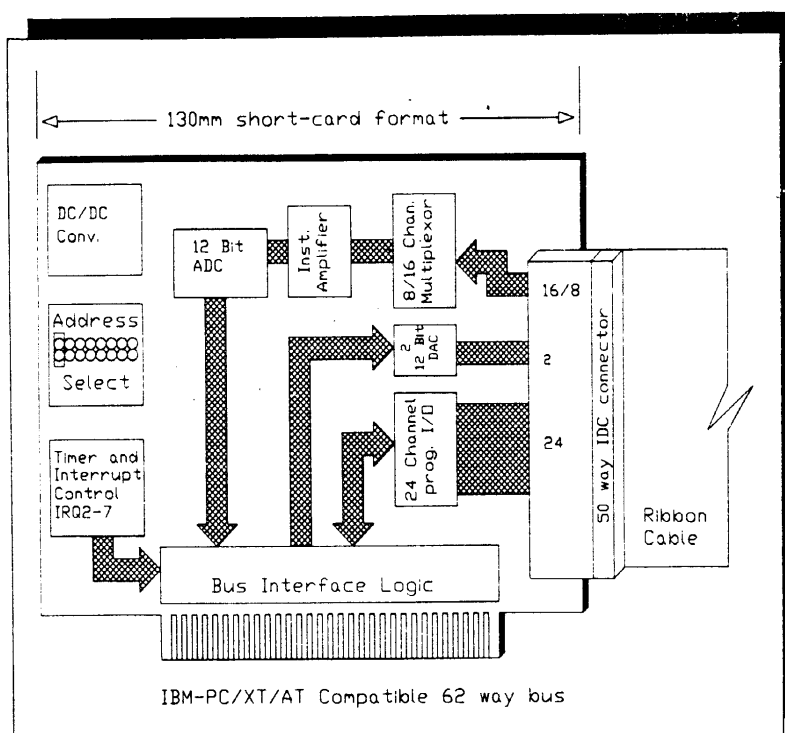 130mm short-card format
DC/DC
Conv.
12 Bit
ADC
Inst.
Amplifier
8/16 Chan.
Multiplexor
16/8
Address
Select
2
12 Bit
DAC
2
24 Channel
prog. I/O
24
50 way IDC connector
Timer and
Interrupt
Control
IRQ2-7
Ribbon
Cable
Bus Interface Logic
IBM-PC/XT/AT Compatible 62 way bus